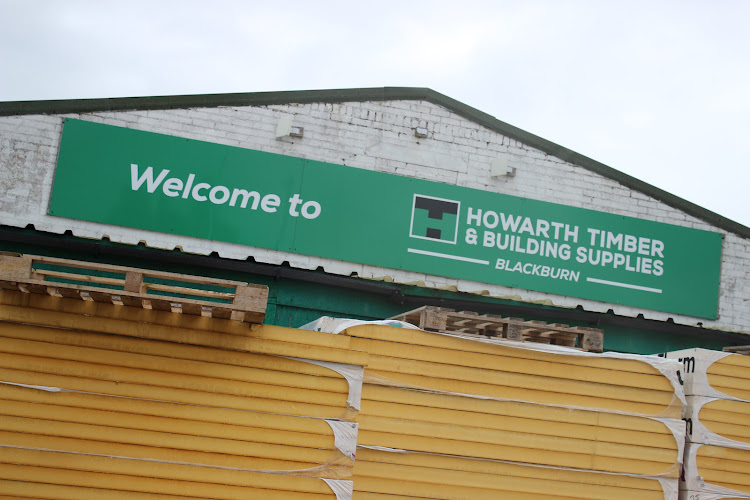 Welcome to
HOWARTH TIMBER
& BUILDING SUPPLIES
BLACKBURN